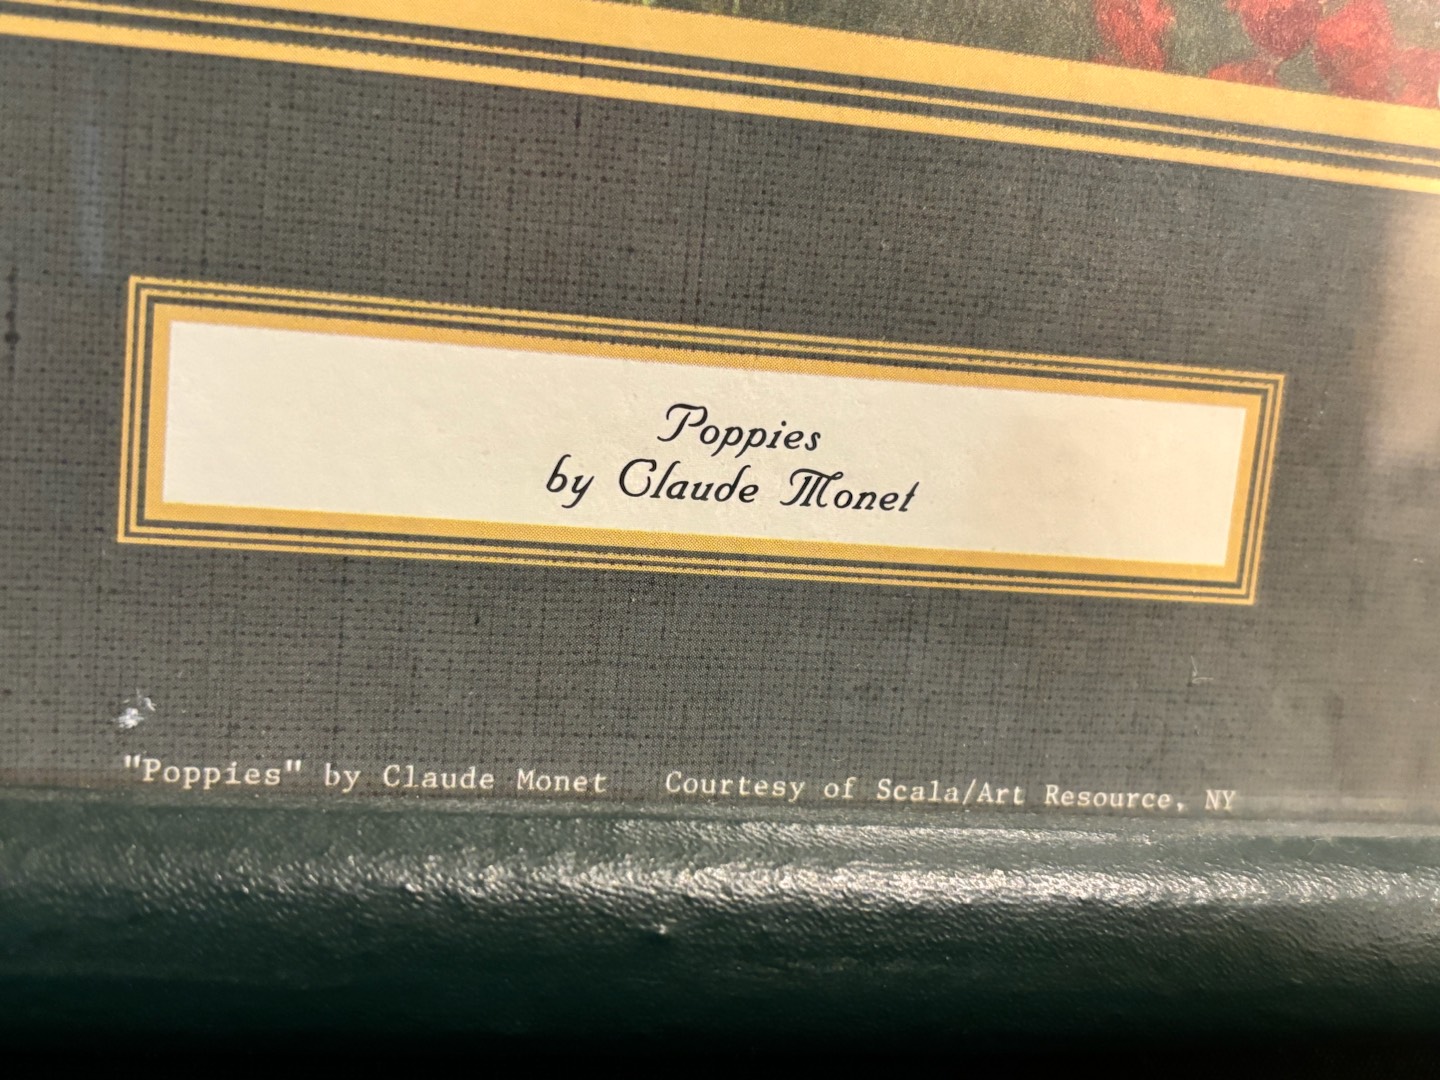 Poppies
by Claude Monet
"Poppies" by Claude Monet Courtesy of Scala/Art Resource, NY